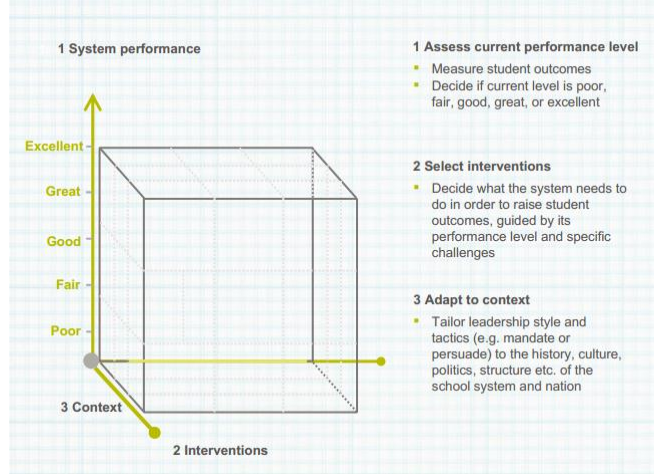 1 System performance
Excellent
Great
Good
Fair
Poor
3 Context
2 Interventions
1 Assess current performance level
▪ Measure student outcomes
▪ Decide if current level is poor,
fair, good, great, or excellent
2 Select interventions
▪ Decide what the system needs to
do in order to raise student
outcomes, guided by its
performance level and specific
challenges
3 Adapt to context
▪ Tailor leadership style and
tactics (e.g. mandate or
persuade) to the history, culture,
politics, structure etc. of the
school system and nation